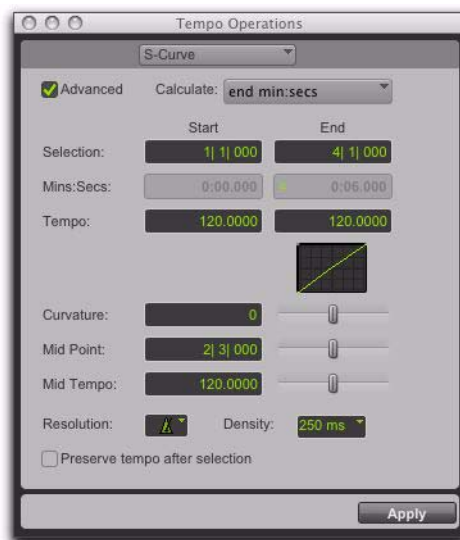 Tempo Operations
S-Curve
Advanced Calculate: end min:secs
Start End
Selection: 1| 1| 000 4| 1| 000
Mins:Secs: 0:00.000 0:06.000
Tempo: 120.0000 120.0000
Curvature: 0
Mid Point: 2| 3| 000
Mid Tempo: 120.0000
Resolution: Density: 250 ms
Preserve tempo after selection
Apply